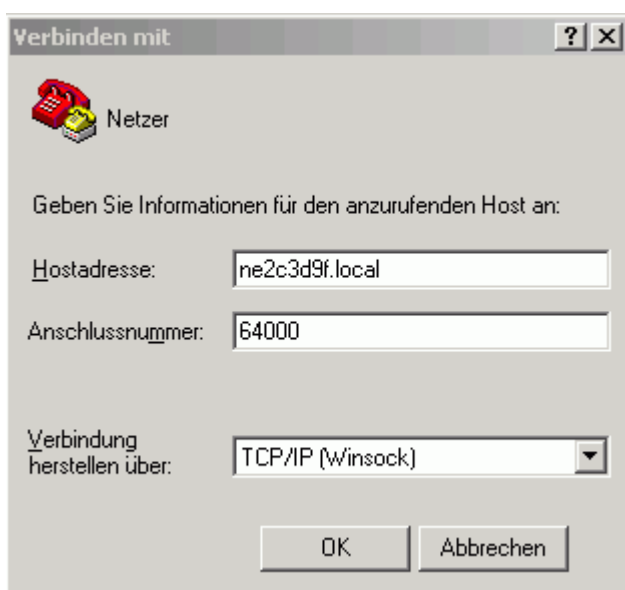 Verbinden mit
Netzer
Geben Sie Informationen für den anzurufenden Host an:
Hostadresse: ne2c3d9f.local
Anschlussnummer: 64000
Verbindung
herstellen über: TCP/IP (Winsock)
OK Abbrechen